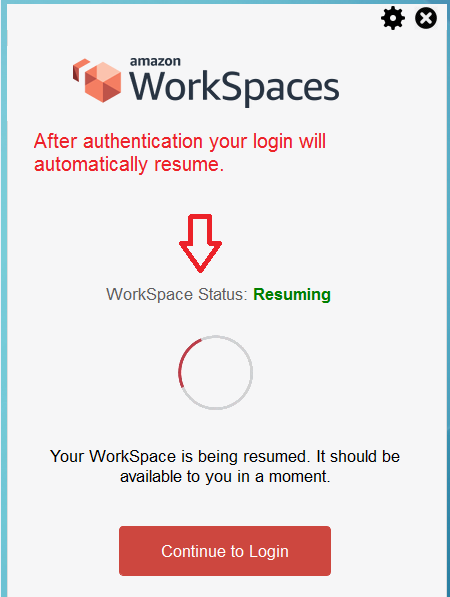 amazon
WorkSpaces
After authentication your login will
automatically resume.
WorkSpace Status: Resuming
Your WorkSpace is being resumed. It should be
available to you in a moment.
Continue to Login